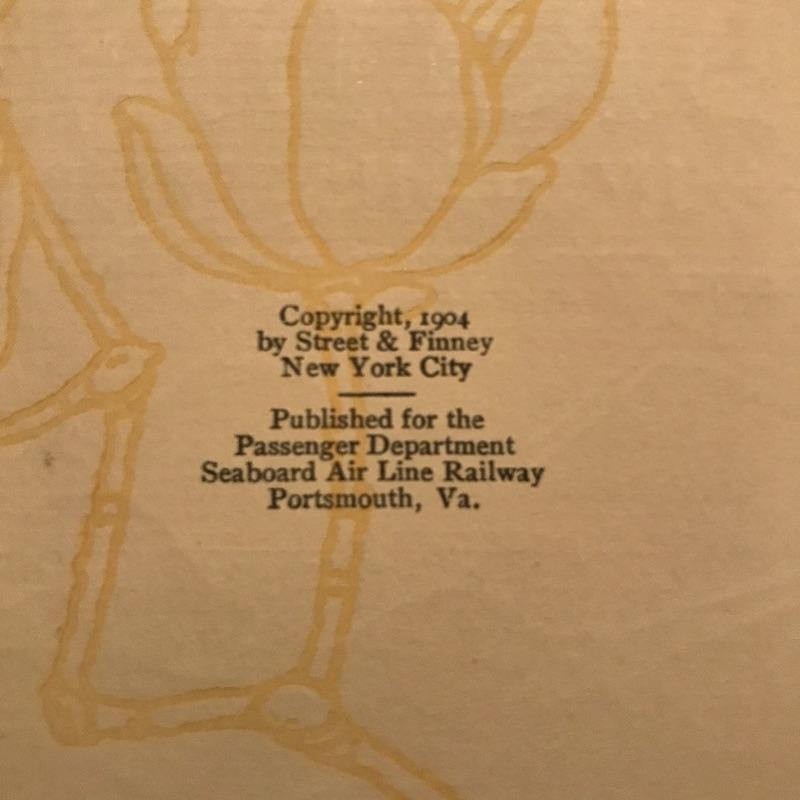 Copyright, 1904
by Street & Finney
New York City
Published for the
Passenger Department
Seaboard Air Line Railway
Portsmouth, Va.